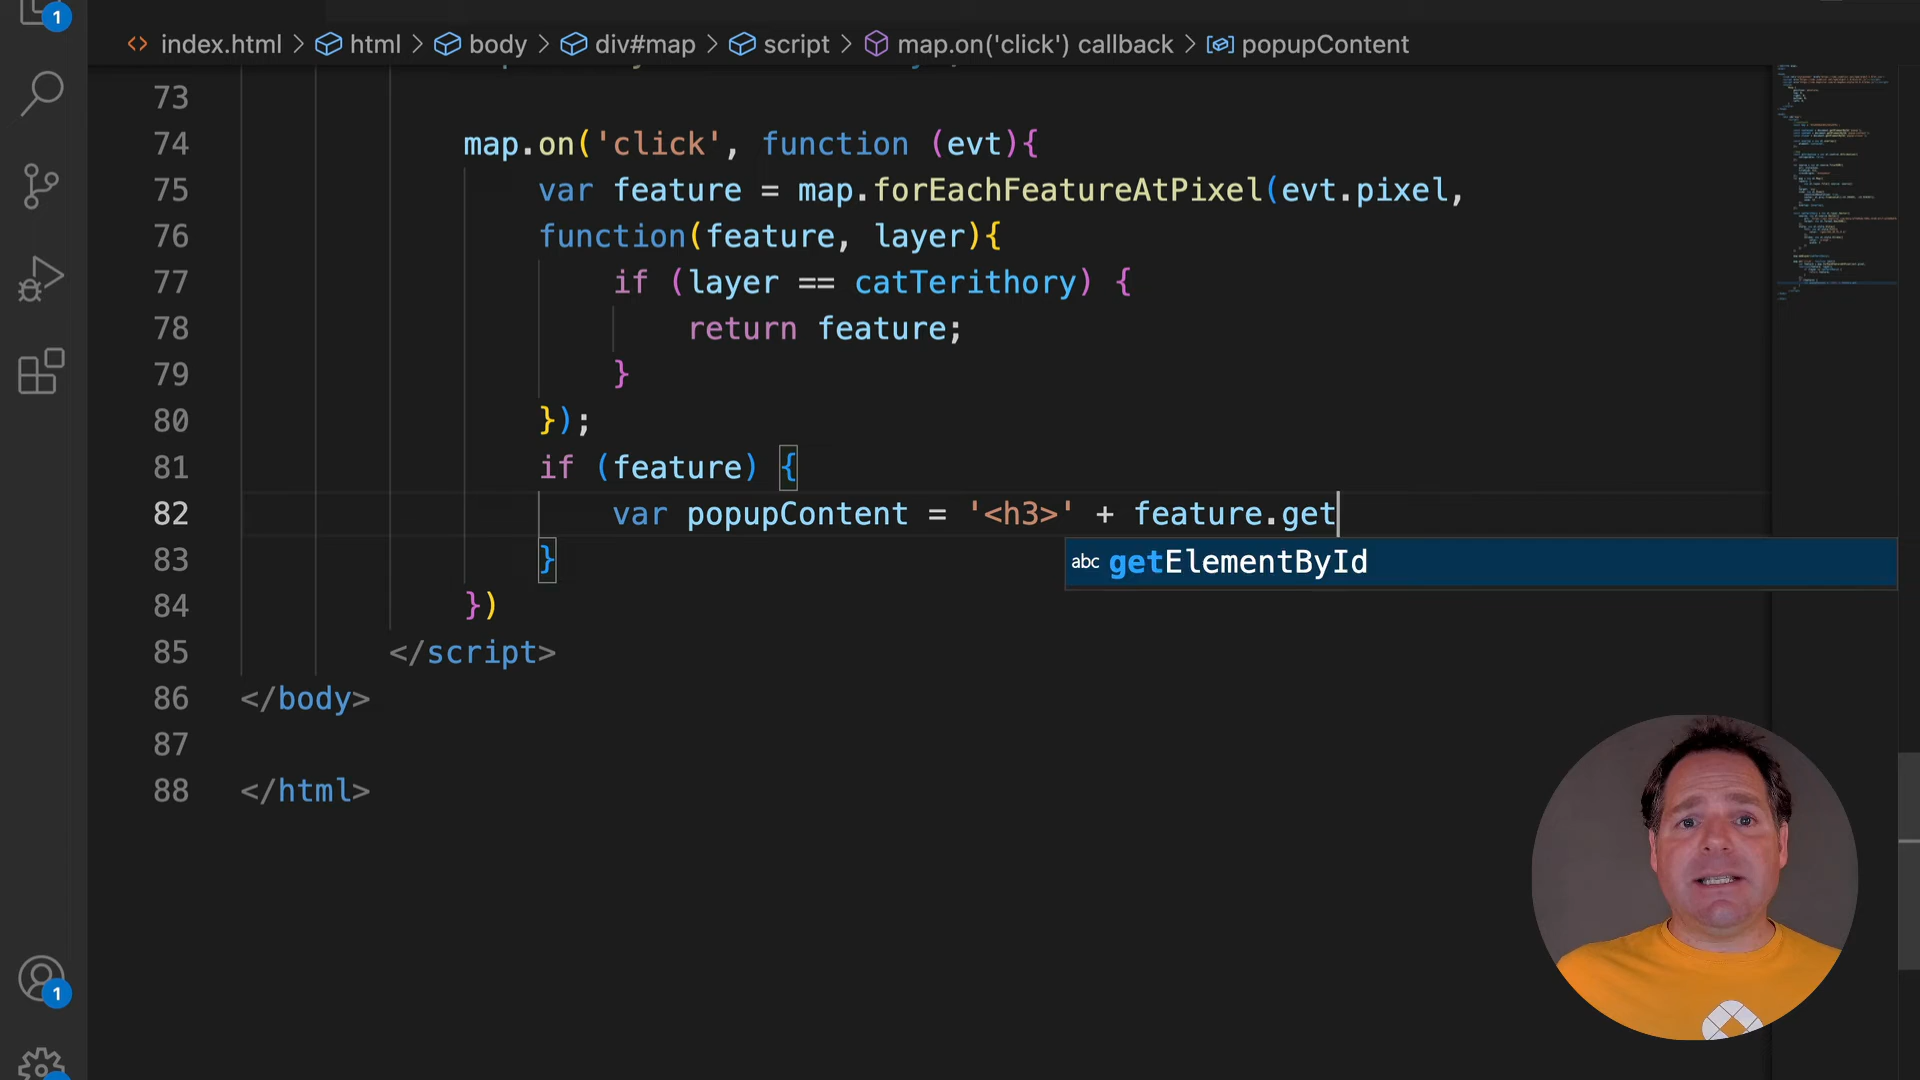 1
index.html > html > body > div#map > script > map.on('click') callback > popupContent
73
74 map.on('click', function (evt){
75 var feature = map.forEachFeatureAtPixel(evt.pixel,
76 function(feature, layer){
77 if (layer == catTerithory) {
78 return feature;
79 }
80 });
81 if (feature) {
82 var popupContent = '<h3>' + feature.get
abc getElementById
83 }
84 })
85 </script>
86 </body>
87
88 </html>
1